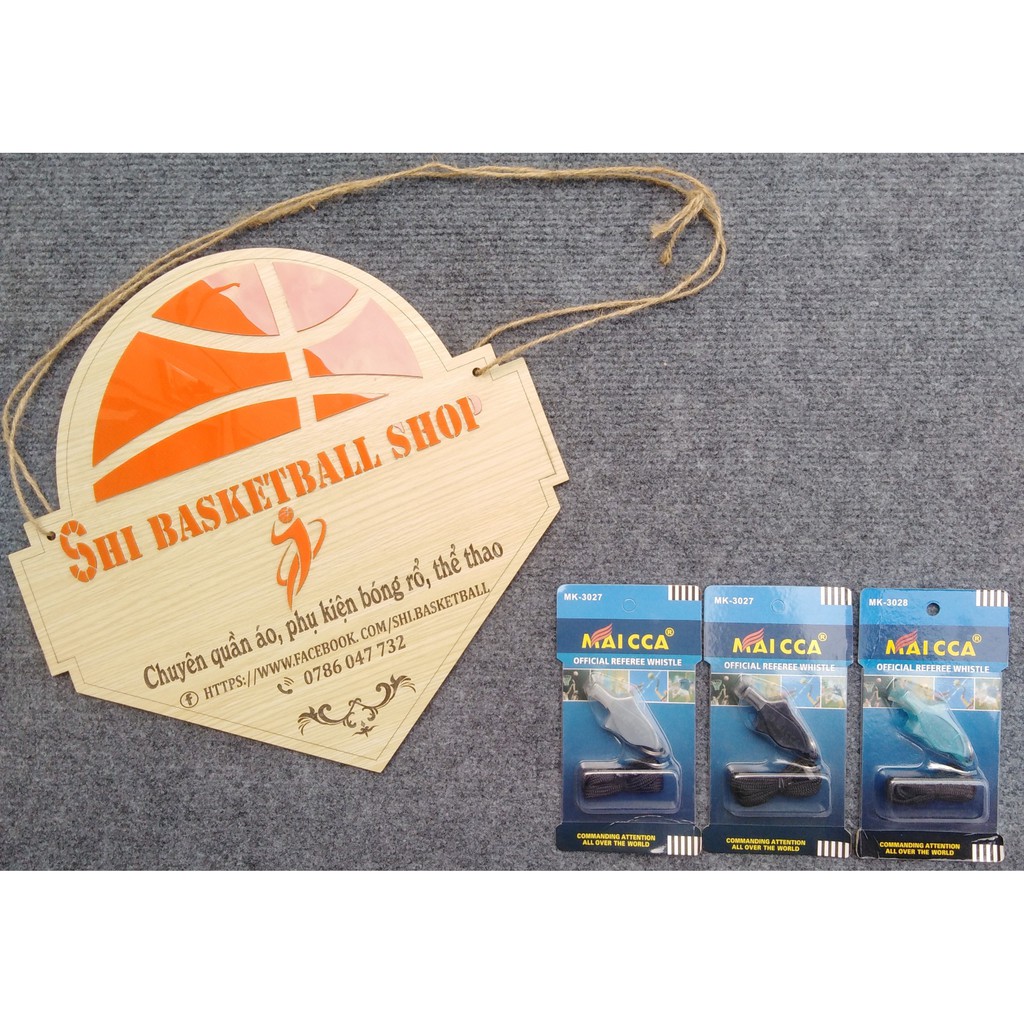 SHI BASKETBALL SHOP
Chuyên quần áo, phụ kiện bóng rổ, thể thao
HTTPS://WWW.FACEBOOK.COM/SHI.BASKETBALL
0786 047 732
MK-3027
MAICCA®
OFFICIAL REFEREE WHISTLE
COMMANDING ATTENTION
ALL OVER THE WORLD
MK-3027
MAICCA®
OFFICIAL REFEREE WHISTLE
COMMANDING ATTENTION
ALL OVER THE WORLD
MK-3028
MAICCA®
OFFICIAL REFEREE WHISTLE
COMMANDING ATTENTION
ALL OVER THE WORLD